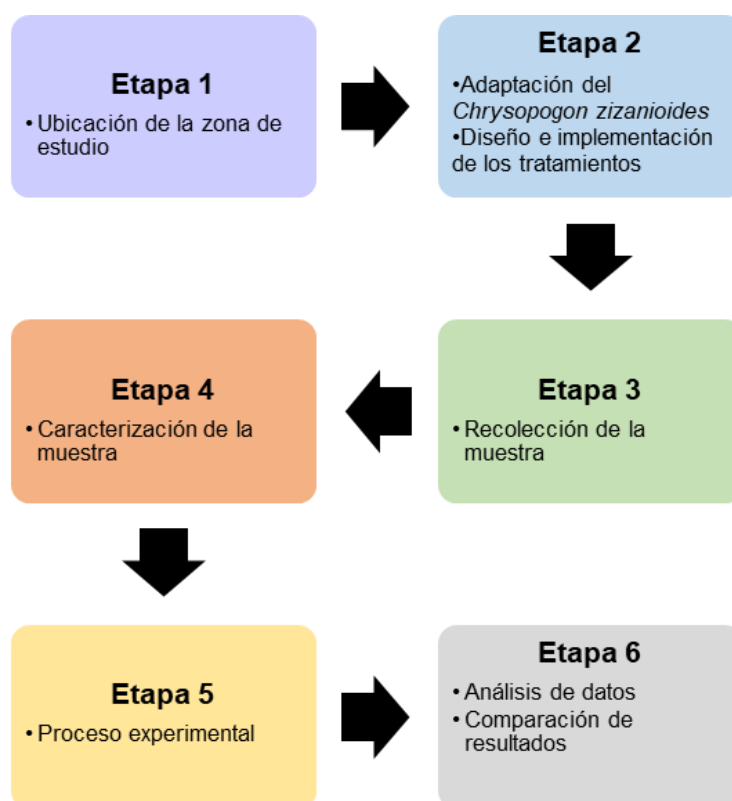 Etapa 1
• Ubicación de la zona de
estudio
Etapa 2
•Adaptación del
Chrysopogon zizanioides
•Diseño e implementación
de los tratamientos
Etapa 3
• Recolección de la
muestra
Etapa 4
• Caracterización de la
muestra
Etapa 5
• Proceso experimental
Etapa 6
• Análisis de datos
• Comparación de
resultados